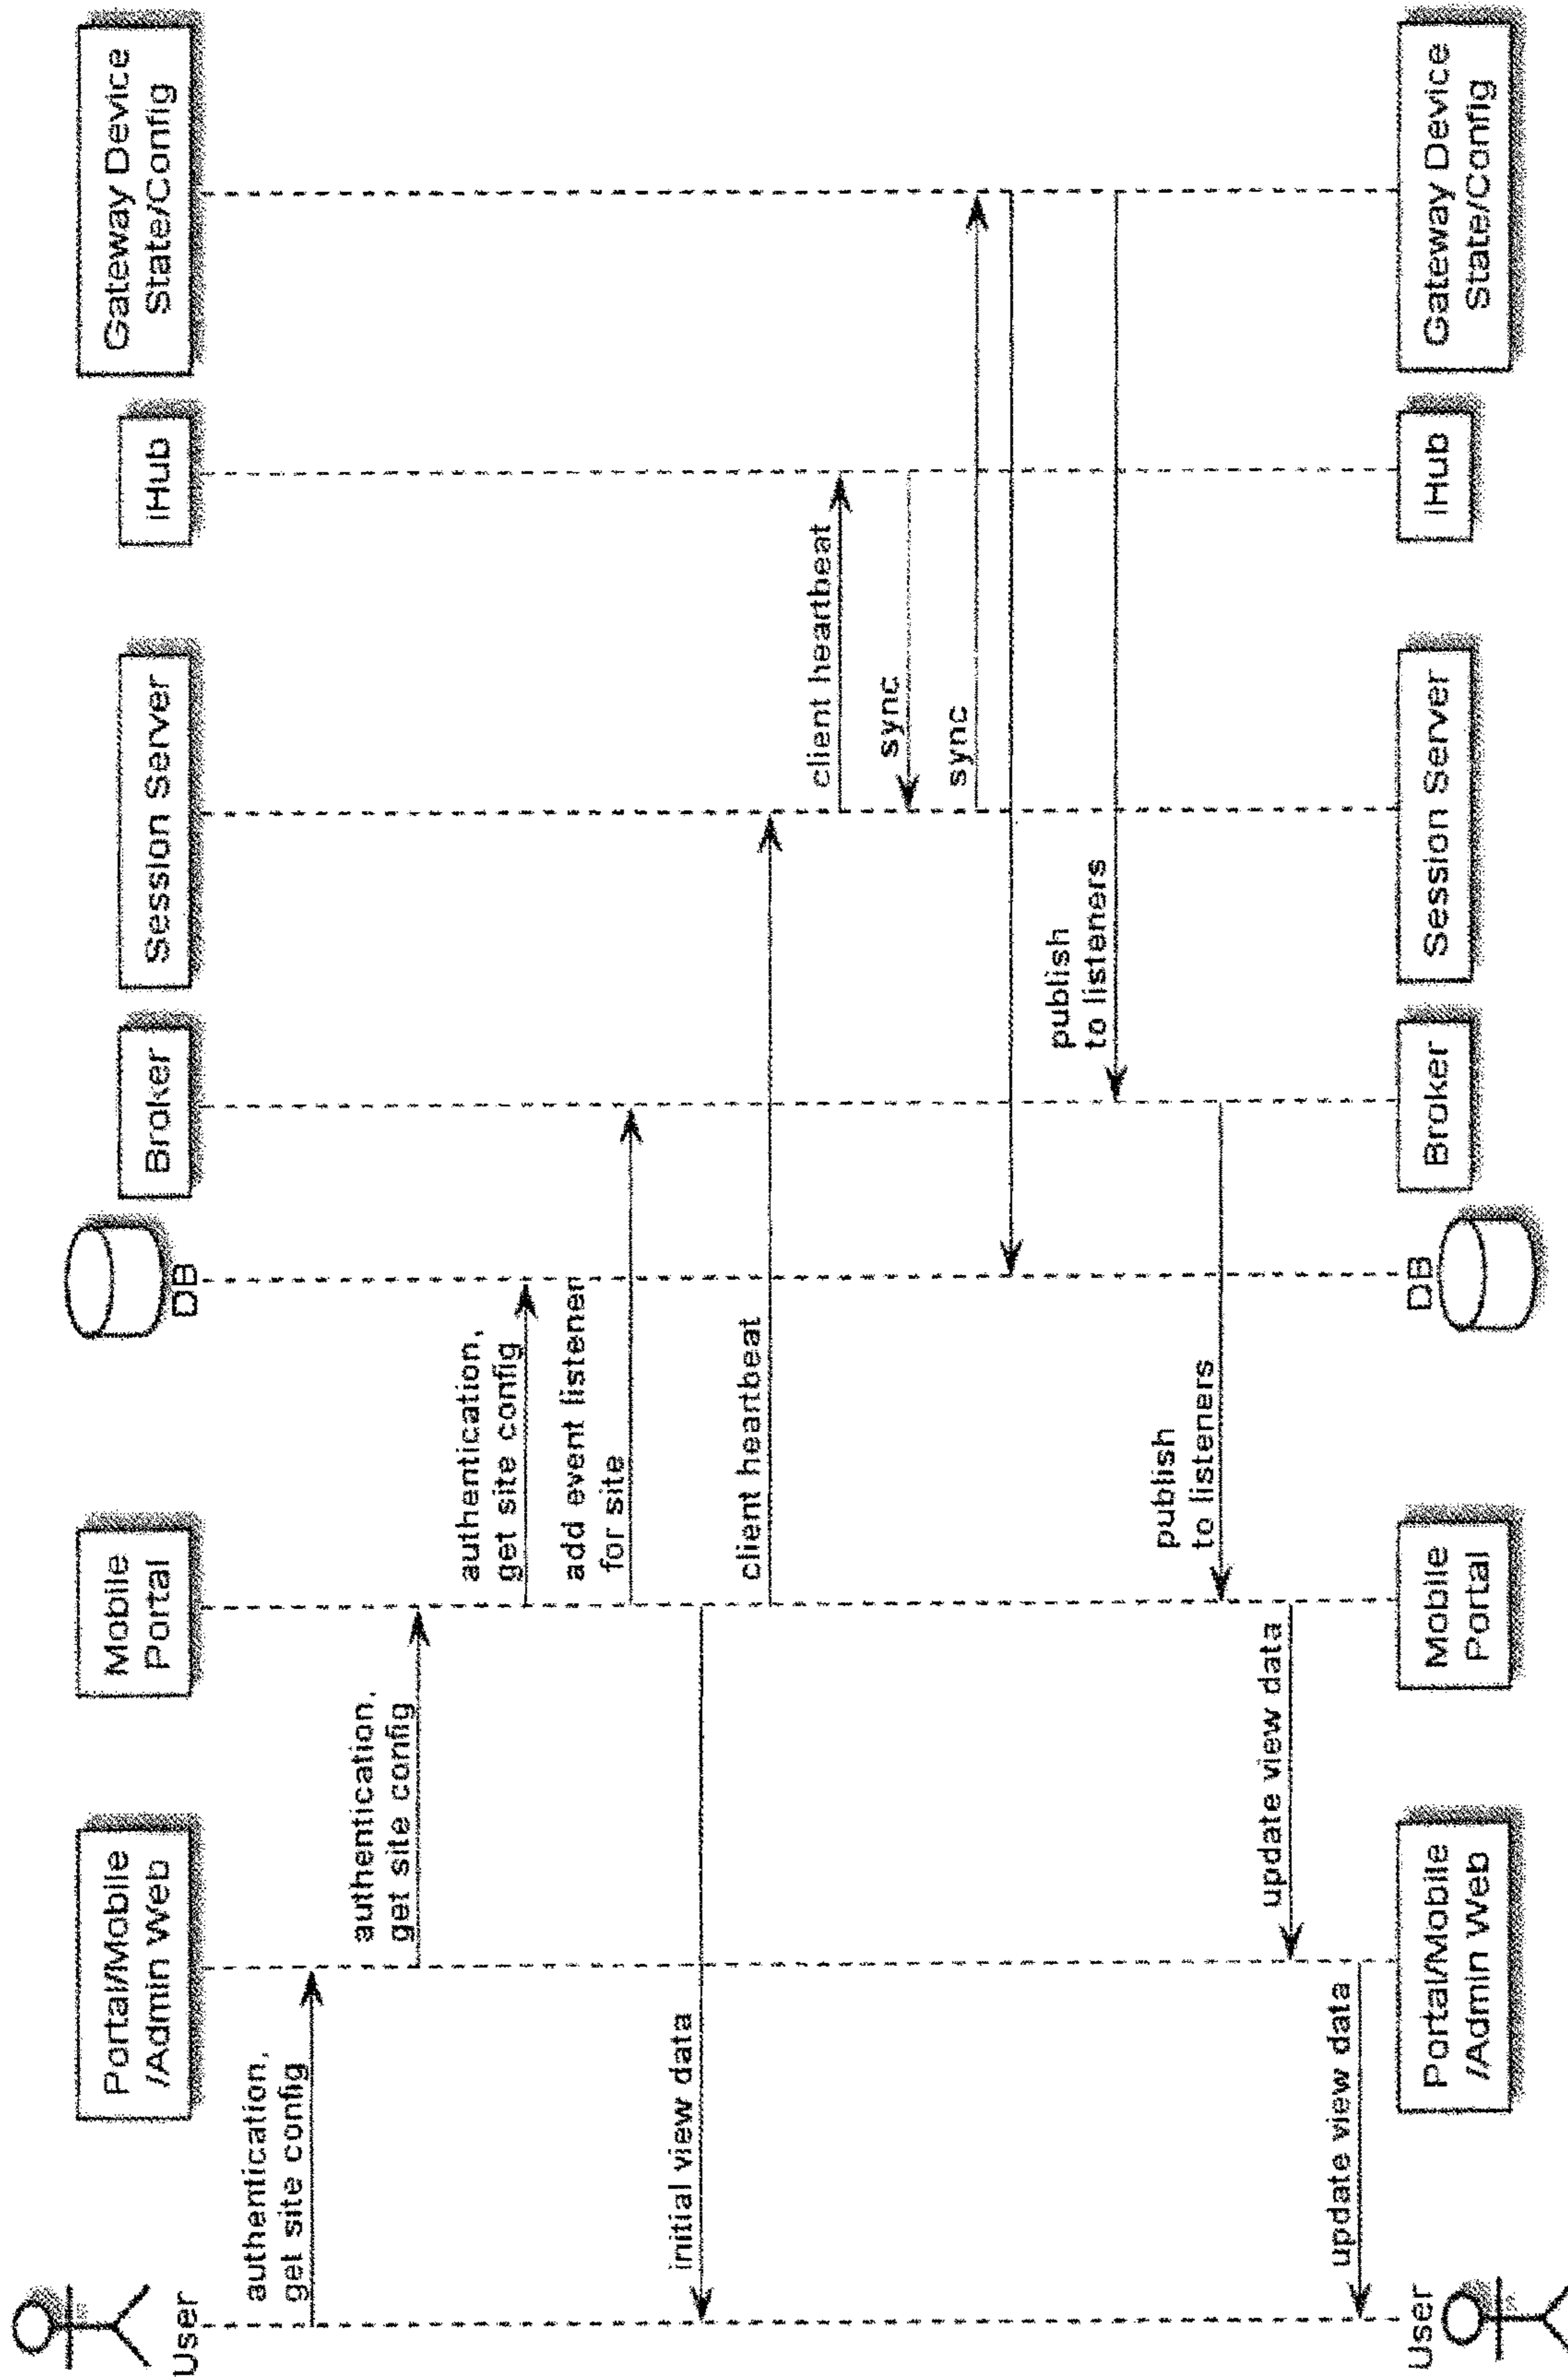 User
Portal/Mobile
/Admin Web
Mobile
Portal
DB
Broker
Session Server
iHub
Gateway Device
State/Config
authentication,
get site config
authentication,
get site config
authentication,
get site config
add event listener
for site
initial view data
client heartbeat
client heartbeat
sync
sync
publish
to listeners
publish
to listeners
update view data
update view data
User
Portal/Mobile
/Admin Web
Mobile
Portal
DB
Broker
Session Server
iHub
Gateway Device
State/Config